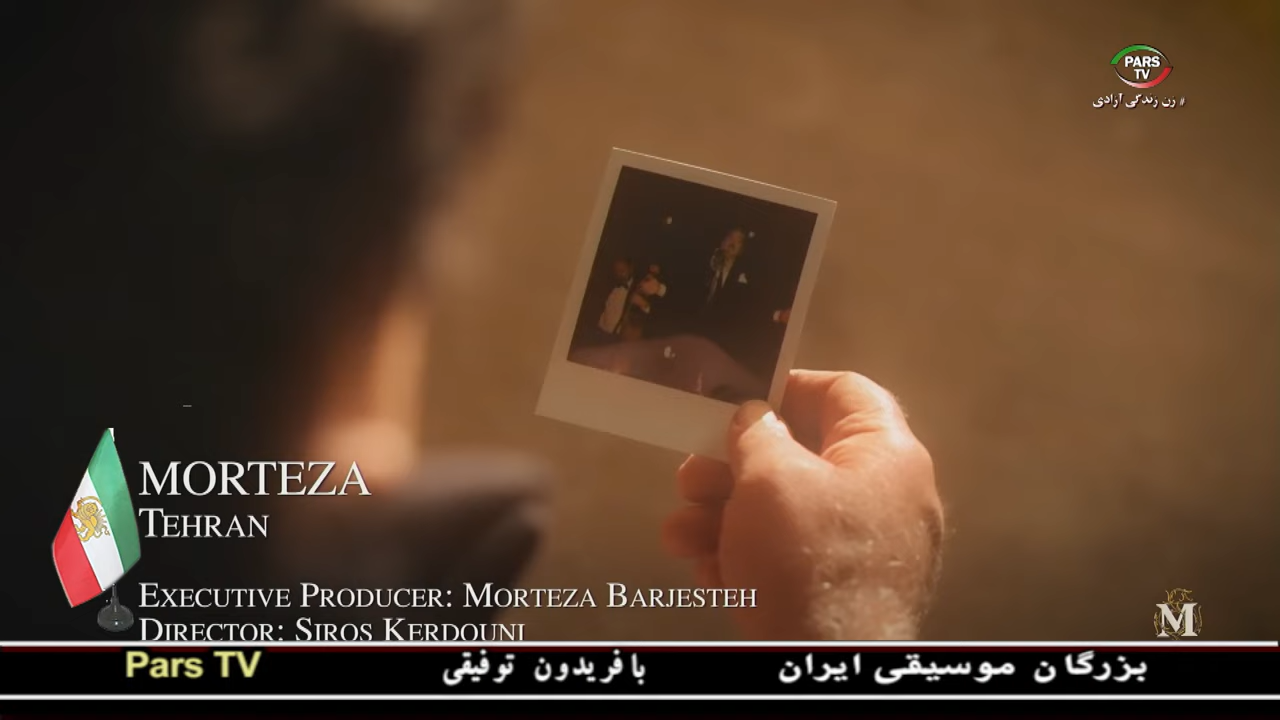 PARS
TV
# زن زندگی آزادی
MORTEZA
TEHRAN
EXECUTIVE PRODUCER: MORTEZA BARJESTEH
DIRECTOR: SIROS KERDOUNI
M
بزرگان موسیقی ایران با فریدون توفیقی Pars TV